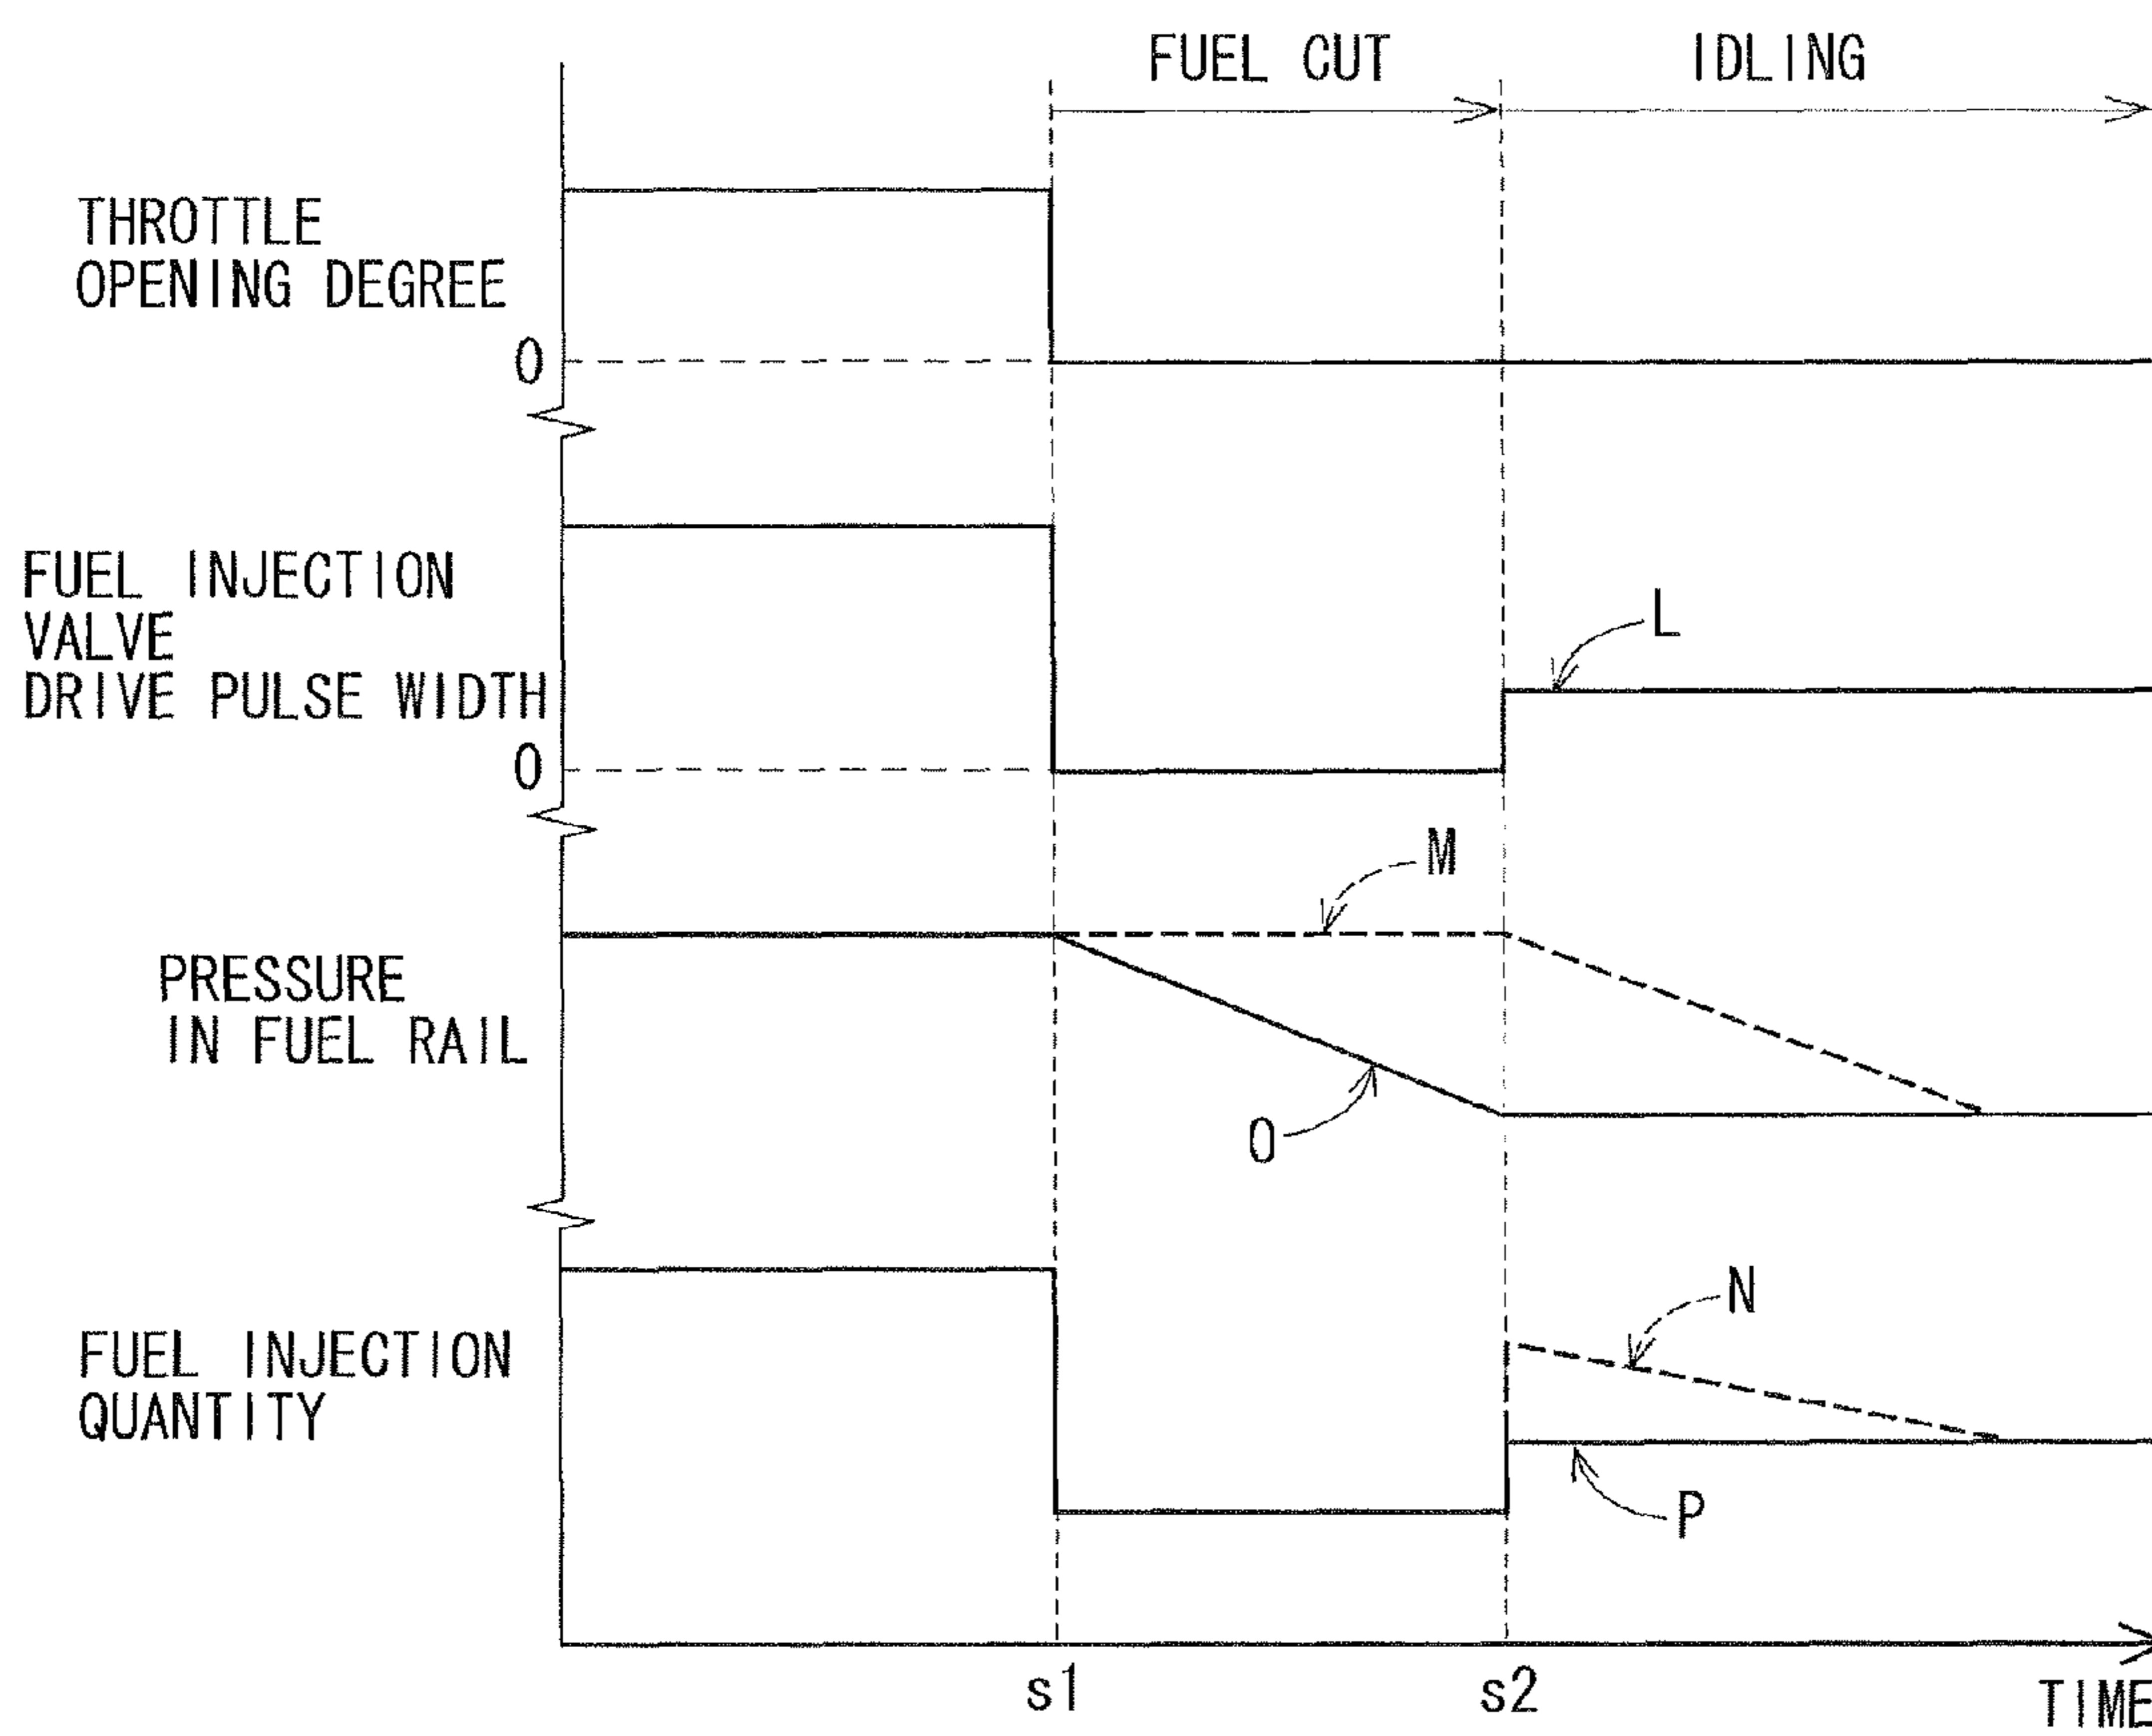 FUEL CUT
IDLING
THROTTLE
OPENING DEGREE
0
FUEL INJECTION
VALVE
DRIVE PULSE WIDTH
0
L
M
PRESSURE
IN FUEL RAIL
O
FUEL INJECTION
QUANTITY
N
P
s1
s2
TIME